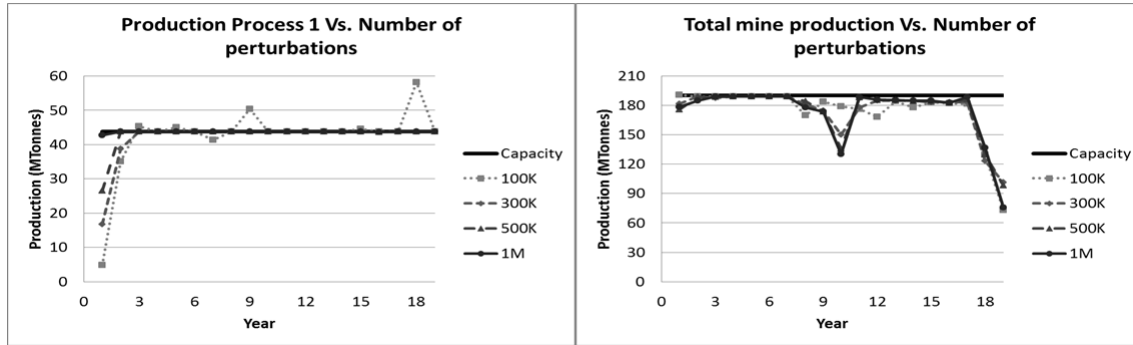 Production Process 1 Vs. Number of
perturbations
60
50
40
30
20
10
0
Production (MTonnes)
0 3 6 9 12 15 18
Year
Capacity
100K
300K
500K
1M
Total mine production Vs. Number of
perturbations
210
180
150
120
90
60
30
0
Production (MTonnes)
0 3 6 9 12 15 18
Year
Capacity
100K
300K
500K
1M